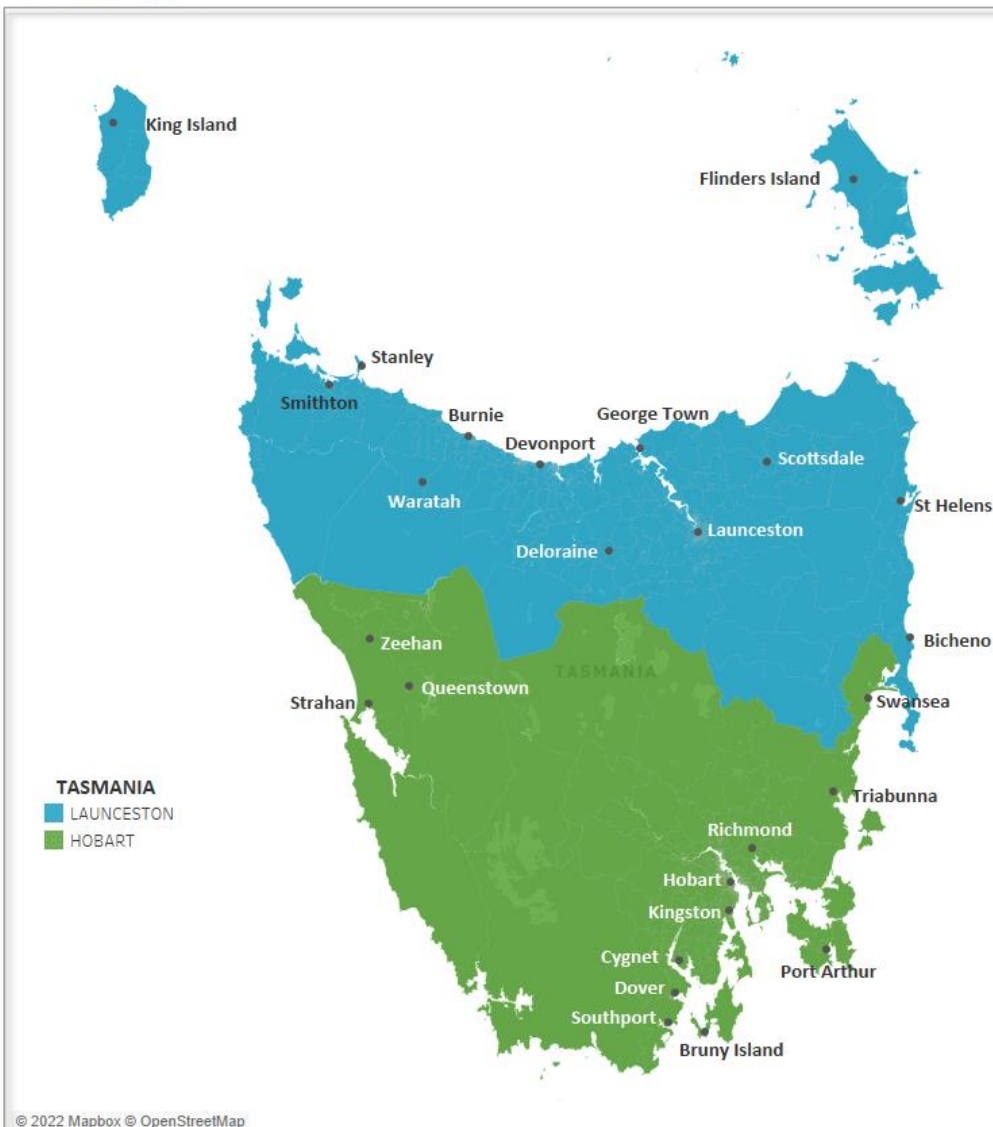 King Island
Flinders Island
Stanley
Smithton
Burnie
George Town
Devonport
Scottsdale
Waratah
St Helens
Launceston
Deloraine
Bicheno
Zeehan
TASMANIA
Queenstown
Strahan
Swansea
TASMANIA
LAUNCESTON
HOBART
Triabunna
Richmond
Hobart
Kingston
Cygnet
Port Arthur
Dover
Southport
Bruny Island
© 2022 Mapbox © OpenStreetMap